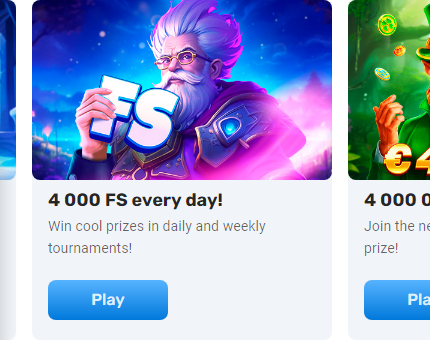 FS
€4
4 000 FS every day!
4 000 0
Win cool prizes in daily and weekly
tournaments!
Join the ne
prize!
Play
Pla